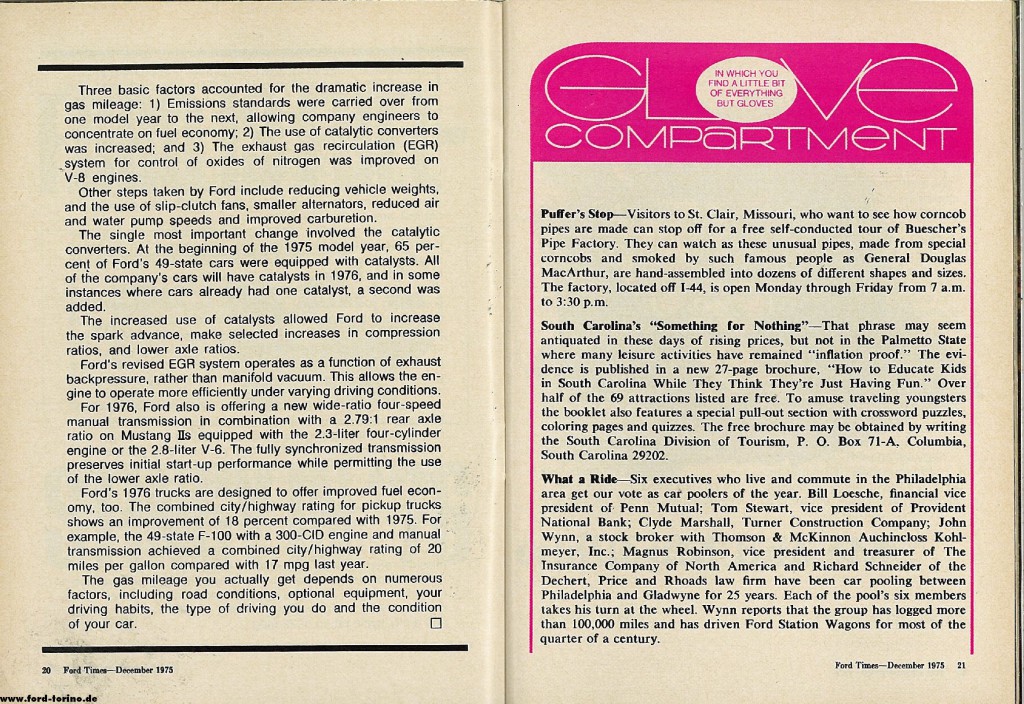 Three basic factors accounted for the dramatic increase in
gas mileage: 1) Emissions standards were carried over from
one model year to the next, allowing company engineers to
concentrate on fuel economy; 2) The use of catalytic converters
was increased; and 3) The exhaust gas recirculation (EGR)
system for control of oxides of nitrogen was improved on
V-8 engines.
Other steps taken by Ford include reducing vehicle weights,
and the use of slip-clutch fans, smaller alternators, reduced air
and water pump speeds and improved carburetion.
The single most important change involved the catalytic
converters. At the beginning of the 1975 model year, 65 per-
cent of Ford's 49-state cars were equipped with catalysts. All
of the company's cars will have catalysts in 1976, and in some
instances where cars already had one catalyst, a second was
added.
The increased use of catalysts allowed Ford to increase
the spark advance, make selected increases in compression
ratios, and lower axle ratios.
Ford's revised EGR system operates as a function of exhaust
backpressure, rather than manifold vacuum. This allows the en-
gine to operate more efficiently under varying driving conditions.
For 1976, Ford also is offering a new wide-ratio four-speed
manual transmission in combination with a 2.79:1 rear axle
ratio on Mustang IIs equipped with the 2.3-liter four-cylinder
engine or the 2.8-liter V-6. The fully synchronized transmission
preserves initial start-up performance while permitting the use
of the lower axle ratio.
Ford's 1976 trucks are designed to offer improved fuel econ-
omy, too. The combined city/highway rating for pickup trucks
shows an improvement of 18 percent compared with 1975. For
example, the 49-state F-100 with a 300-CID engine and manual
transmission achieved a combined city/highway rating of 20
miles per gallon compared with 17 mpg last year.
The gas mileage you actually get depends on numerous
factors, including road conditions, optional equipment, your
driving habits, the type of driving you do and the condition
of your car.
20 Ford Times—December 1975
GLOVE
IN WHICH YOU
FIND A LITTLE BIT
OF EVERYTHING
BUT GLOVES
COMPARTMENT
Puffer's Stop—Visitors to St. Clair, Missouri, who want to see how corncob
pipes are made can stop off for a free self-conducted tour of Buescher's
Pipe Factory. They can watch as these unusual pipes, made from special
corncobs and smoked by such famous people as General Douglas
MacArthur, are hand-assembled into dozens of different shapes and sizes.
The factory, located off I-44, is open Monday through Friday from 7 a.m.
to 3:30 p.m.
South Carolina's "Something for Nothing"—That phrase may seem
antiquated in these days of rising prices, but not in the Palmetto State
where many leisure activities have remained "inflation proof." The evi-
dence is published in a new 27-page brochure, "How to Educate Kids
in South Carolina While They Think They're Just Having Fun." Over
half of the 69 attractions listed are free. To amuse traveling youngsters
the booklet also features a special pull-out section with crossword puzzles,
coloring pages and quizzes. The free brochure may be obtained by writing
the South Carolina Division of Tourism, P. O. Box 71-A, Columbia,
South Carolina 29202.
What a Ride—Six executives who live and commute in the Philadelphia
area get our vote as car poolers of the year. Bill Loesche, financial vice
president of Penn Mutual; Tom Stewart, vice president of Provident
National Bank; Clyde Marshall, Turner Construction Company; John
Wynn, a stock broker with Thomson & McKinnon Auchincloss Kohl-
meyer, Inc.; Magnus Robinson, vice president and treasurer of The
Insurance Company of North America and Richard Schneider of the
Dechert, Price and Rhoads law firm have been car pooling between
Philadelphia and Gladwyne for 25 years. Each of the pool's six members
takes his turn at the wheel. Wynn reports that the group has logged more
than 100,000 miles and has driven Ford Station Wagons for most of the
quarter of a century.
Ford Times—December 1975 21
www.ford-torino.de